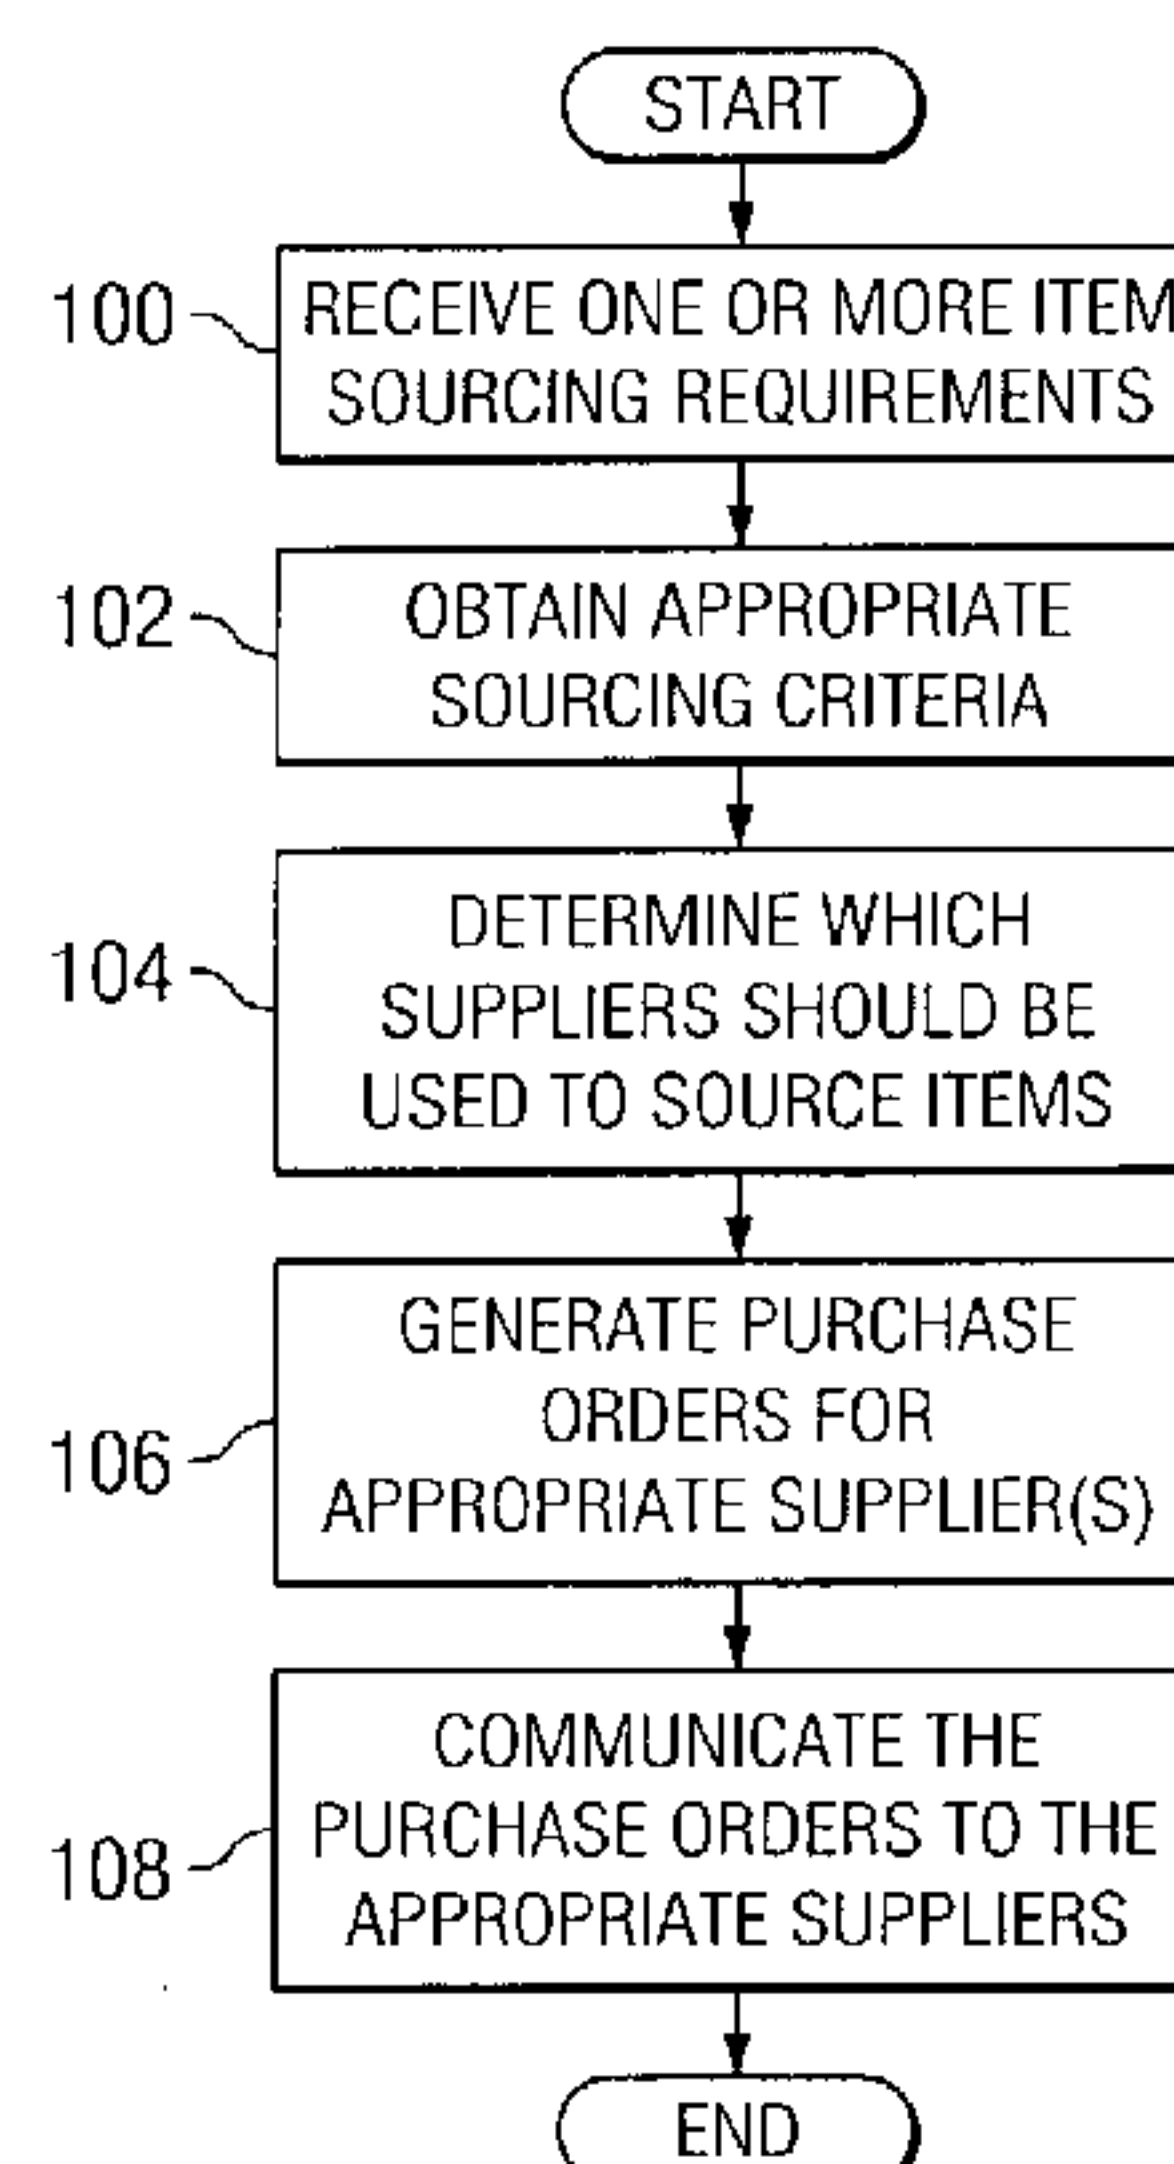 START
100
RECEIVE ONE OR MORE ITEM
SOURCING REQUIREMENTS
102
OBTAIN APPROPRIATE
SOURCING CRITERIA
104
DETERMINE WHICH
SUPPLIERS SHOULD BE
USED TO SOURCE ITEMS
106
GENERATE PURCHASE
ORDERS FOR
APPROPRIATE SUPPLIER(S)
108
COMMUNICATE THE
PURCHASE ORDERS TO THE
APPROPRIATE SUPPLIERS
END